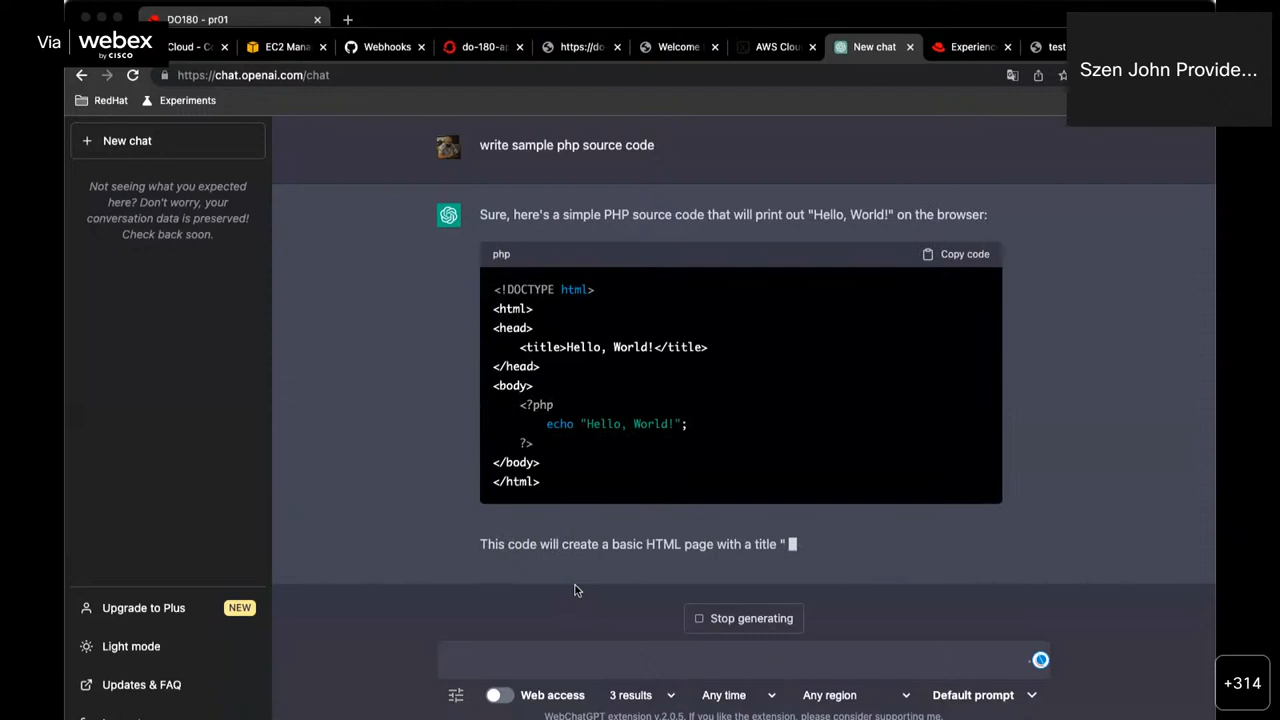 DO180 - pr01
Via webex
by CISCO
Cloud - Co
EC2 Mana
Webhooks
do-180-ap
https://do
Welcome
AWS Clou
New chat
Experienc
test
Szen John Provide...
https://chat.openai.com/chat
RedHat
Experiments
New chat
Not seeing what you expected
here? Don't worry, your
conversation data is preserved!
Check back soon.
write sample php source code
Sure, here's a simple PHP source code that will print out "Hello, World!" on the browser:
php
Copy code
<!DOCTYPE html>
<html>
<head>
<title>Hello, World!</title>
</head>
<body>
<?php
echo "Hello, World!";
?>
</body>
</html>
This code will create a basic HTML page with a title "
Stop generating
Upgrade to Plus NEW
Light mode
Updates & FAQ
Web access
3 results
Any time
Any region
Default prompt
WebChatGPT extension v.2.0.5. If you like the extension, please consider supporting me.
+314